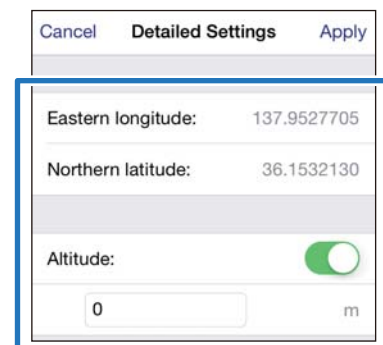 Cancel Detailed Settings Apply
Eastern longitude: 137.9527705
Northern latitude: 36.1532130
Altitude:
0 m